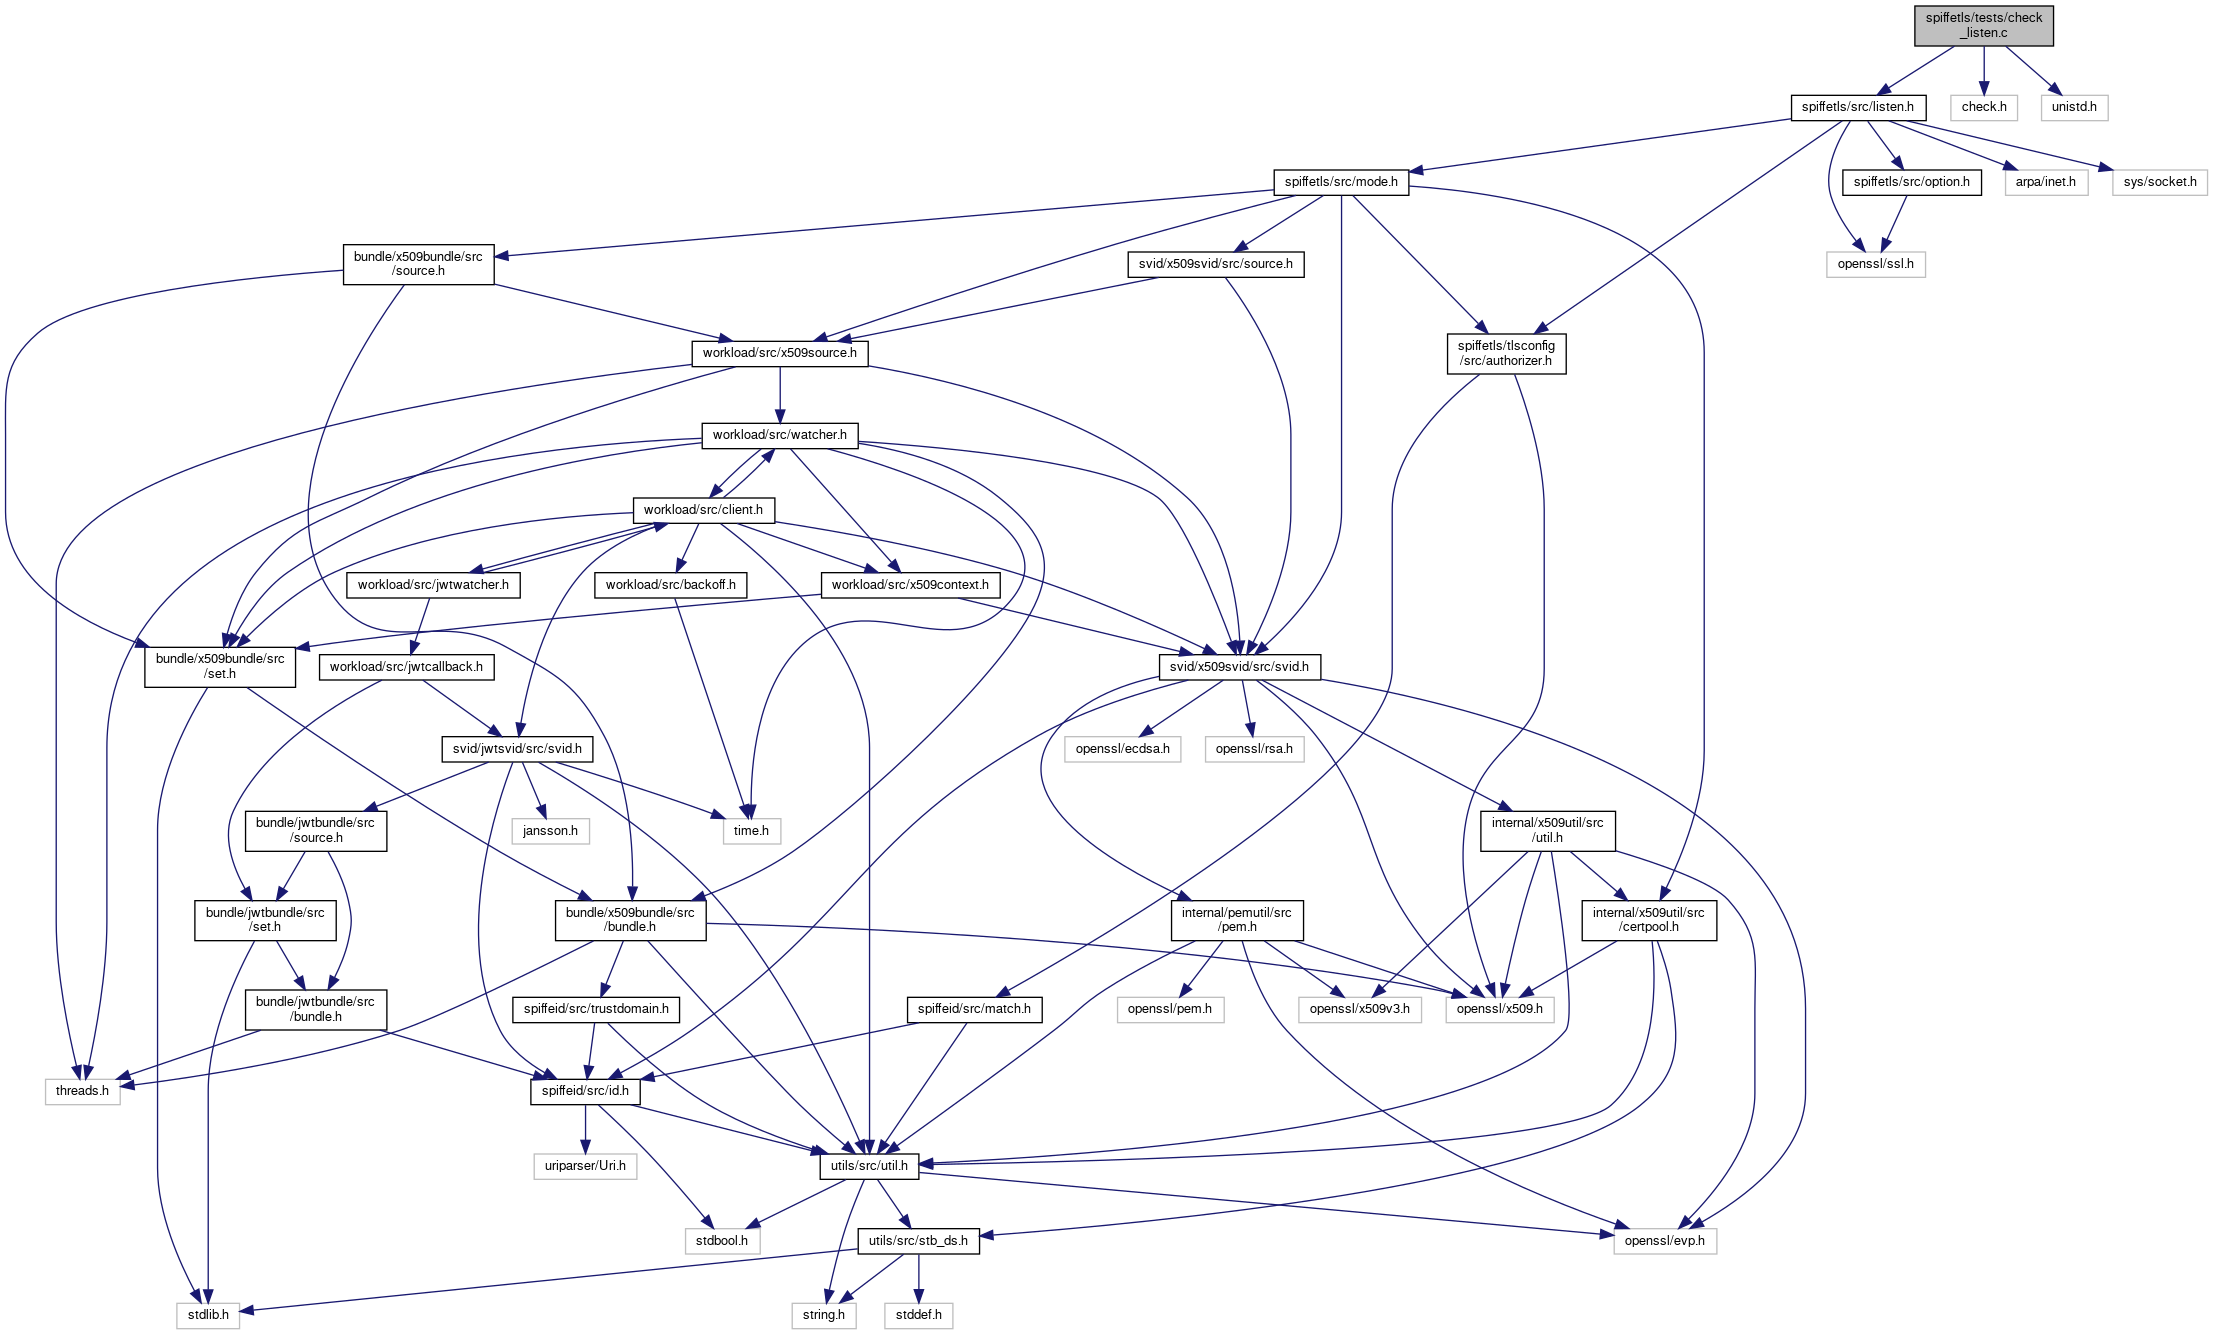 spiffetls/tests/check
_listen.c
spiffetls/src/listen.h
check.h
unistd.h
spiffetls/src/mode.h
spiffetls/src/option.h
arpa/inet.h
sys/socket.h
bundle/x509bundle/src
/source.h
svid/x509svid/src/source.h
openssl/ssl.h
workload/src/x509source.h
spiffetls/tlsconfig
/src/authorizer.h
workload/src/watcher.h
workload/src/client.h
workload/src/jwtwatcher.h
workload/src/backoff.h
workload/src/x509context.h
bundle/x509bundle/src
/set.h
workload/src/jwtcallback.h
svid/x509svid/src/svid.h
svid/jwtsvid/src/svid.h
openssl/ecdsa.h
openssl/rsa.h
bundle/jwtbundle/src
/source.h
jansson.h
time.h
internal/x509util/src
/util.h
bundle/jwtbundle/src
/set.h
bundle/x509bundle/src
/bundle.h
internal/pemutil/src
/pem.h
internal/x509util/src
/certpool.h
bundle/jwtbundle/src
/bundle.h
spiffeid/src/trustdomain.h
spiffeid/src/match.h
openssl/pem.h
openssl/x509v3.h
openssl/x509.h
threads.h
spiffeid/src/id.h
uriparser/Uri.h
utils/src/util.h
stdbool.h
utils/src/stb_ds.h
openssl/evp.h
stdlib.h
string.h
stddef.h